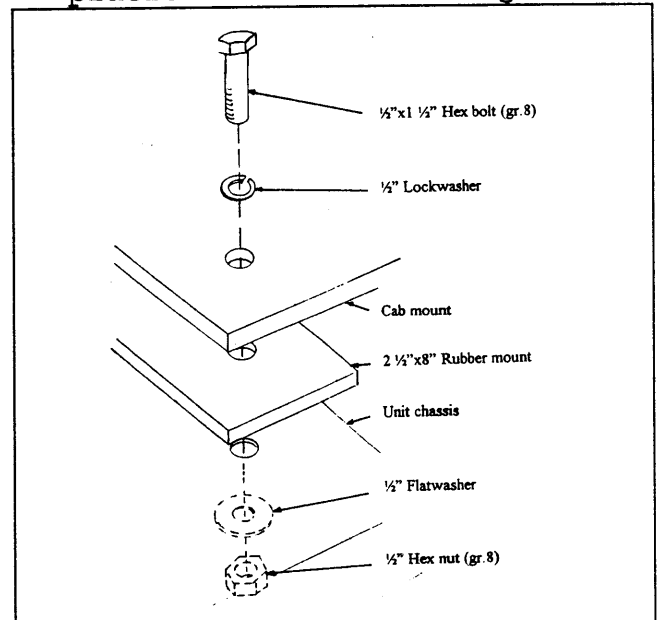 ½"x1 ½" Hex bolt (gr.8)
½" Lockwasher
Cab mount
2 ½"x8" Rubber mount
Unit chassis
½" Flatwasher
½" Hex nut (gr.8)